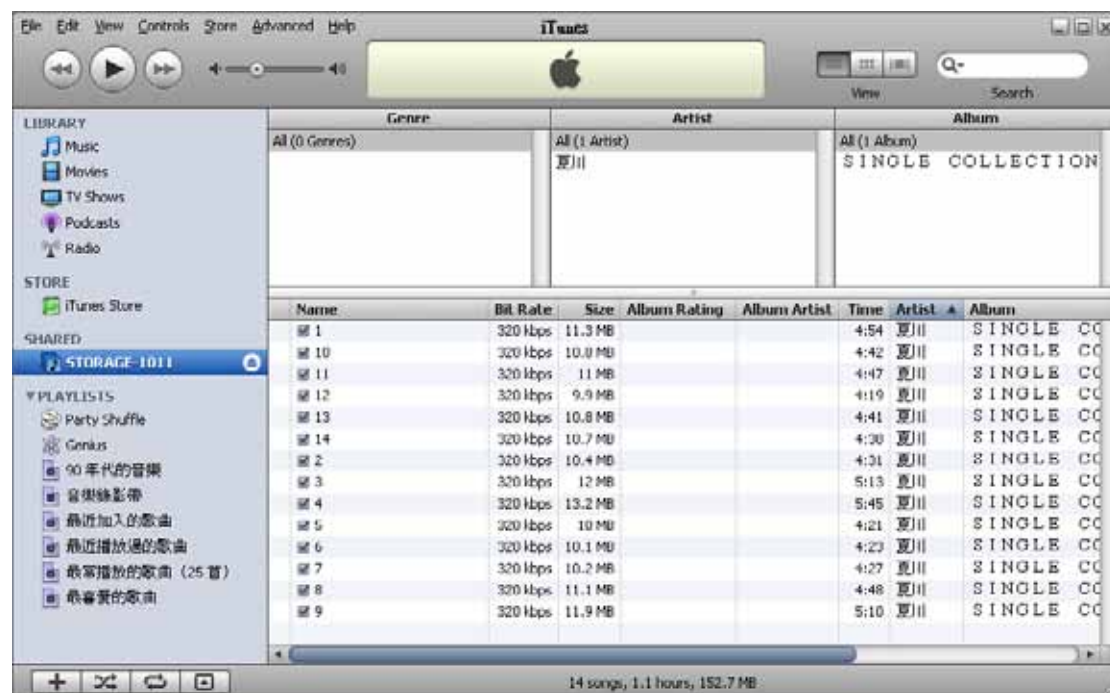 File Edit View Controls Store Advanced Help
iTunes
View
Search
LIBRARY
Music
Movies
TV Shows
Podcasts
Radio
STORE
iTunes Store
SHARED
STORAGE-1011
PLAYLISTS
Party Shuffle
Genius
90 年代的音樂
音樂錄影帶
最近加入的歌曲
最近播放過的歌曲
最常播放的歌曲 (25 首)
最喜愛的歌曲
Genre Artist Album
All (0 Genres) All (1 Artist) All (1 Album)
夏川 SINGLE COLLECTION
Name Bit Rate Size Album Rating Album Artist Time Artist Album
1 320 kbps 11.3 MB 4:54 夏川 SINGLE CO
10 320 kbps 10.8 MB 4:42 夏川 SINGLE CO
11 320 kbps 11 MB 4:47 夏川 SINGLE CO
12 320 kbps 9.9 MB 4:19 夏川 SINGLE CO
13 320 kbps 10.8 MB 4:41 夏川 SINGLE CO
14 320 kbps 10.7 MB 夏川 SINGLE CO
2 320 kbps 10.4 MB 4:31 夏川 SINGLE CO
3 320 kbps 12 MB 5:13 夏川 SINGLE CO
4 320 kbps 13.2 MB 5:45 夏川 SINGLE CO
5 320 kbps 10 MB 4:21 夏川 SINGLE CO
6 320 kbps 10.1 MB 4:23 夏川 SINGLE CO
7 320 kbps 10.2 MB 4:27 夏川 SINGLE CO
8 320 kbps 11.1 MB 4:48 夏川 SINGLE CO
9 320 kbps 11.9 MB 5:10 夏川 SINGLE CO
14 songs, 1.1 hours, 152.7 MB